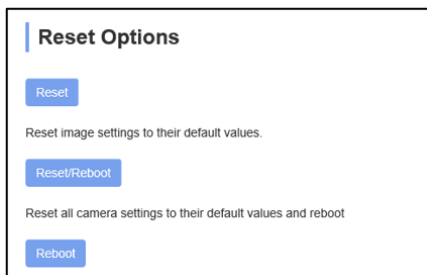 Reset Options
Reset
Reset image settings to their default values.
Reset/Reboot
Reset all camera settings to their default values and reboot
Reboot